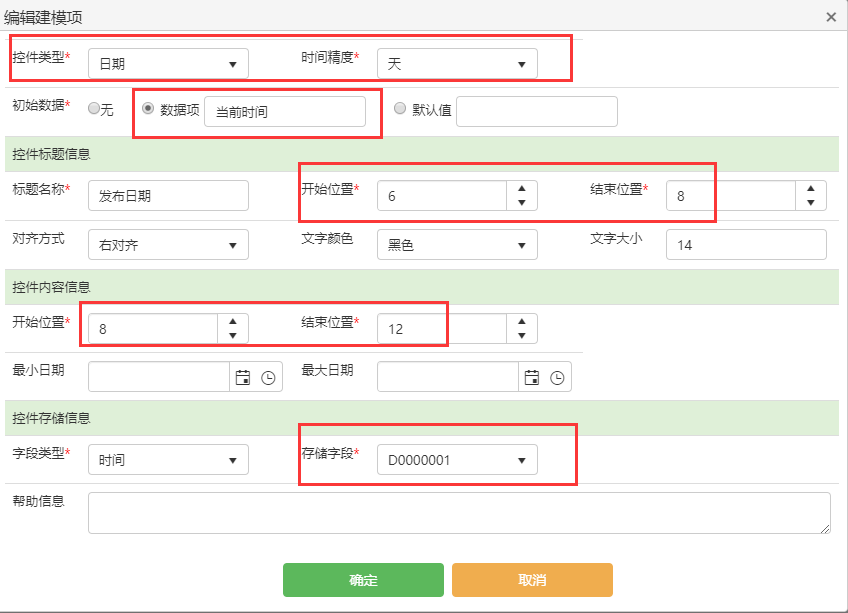 编辑建模项
控件类型* 日期 时间精度* 天
初始数据* 无 数据项 当前时间 默认值
控件标题信息
标题名称* 发布日期 开始位置* 6 结束位置* 8
对齐方式 右对齐 文字颜色 黑色 文字大小 14
控件内容信息
开始位置* 8 结束位置* 12
最小日期 最大日期
控件存储信息
字段类型* 时间 存储字段* D0000001
帮助信息
确定 取消